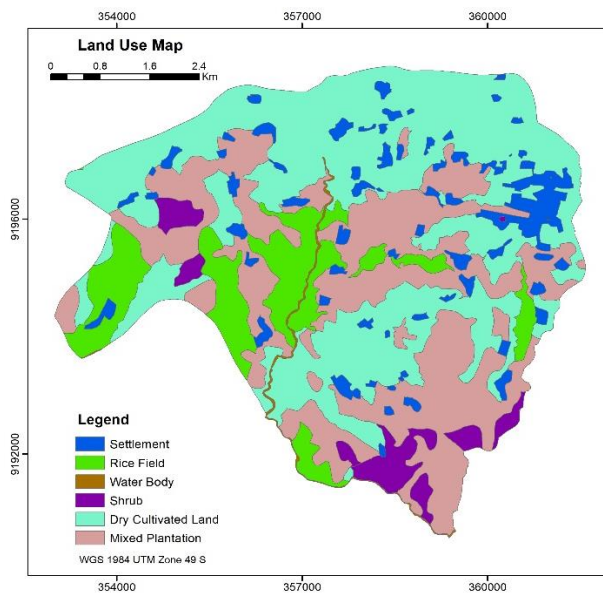 354000 357000 360000
Land Use Map
0 0.8 1.6 2.4
Km
9196000
9192000
Legend
Settlement
Rice Field
Water Body
Shrub
Dry Cultivated Land
Mixed Plantation
WGS 1984 UTM Zone 49 S
354000 357000 360000